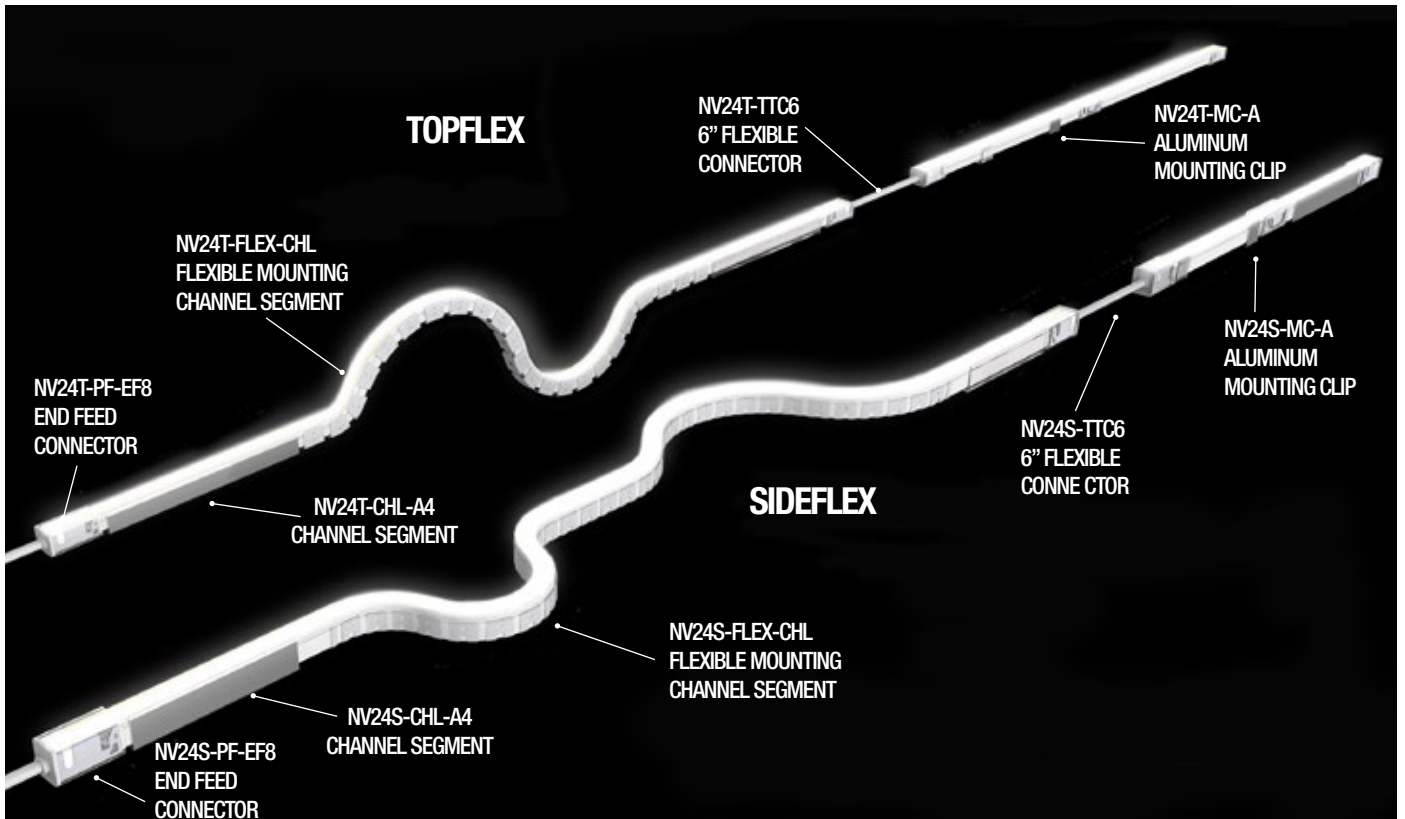 TOPFLEX
NV24T-TTC6
6” FLEXIBLE
CONNECTOR
NV24T-MC-A
ALUMINUM
MOUNTING CLIP
NV24T-FLEX-CHL
FLEXIBLE MOUNTING
CHANNEL SEGMENT
NV24T-PF-EF8
END FEED
CONNECTOR
NV24T-CHL-A4
CHANNEL SEGMENT
NV24S-MC-A
ALUMINUM
MOUNTING CLIP
NV24S-TTC6
6” FLEXIBLE
CONNE CTOR
SIDEFLEX
NV24S-FLEX-CHL
FLEXIBLE MOUNTING
CHANNEL SEGMENT
NV24S-CHL-A4
CHANNEL SEGMENT
NV24S-PF-EF8
END FEED
CONNECTOR